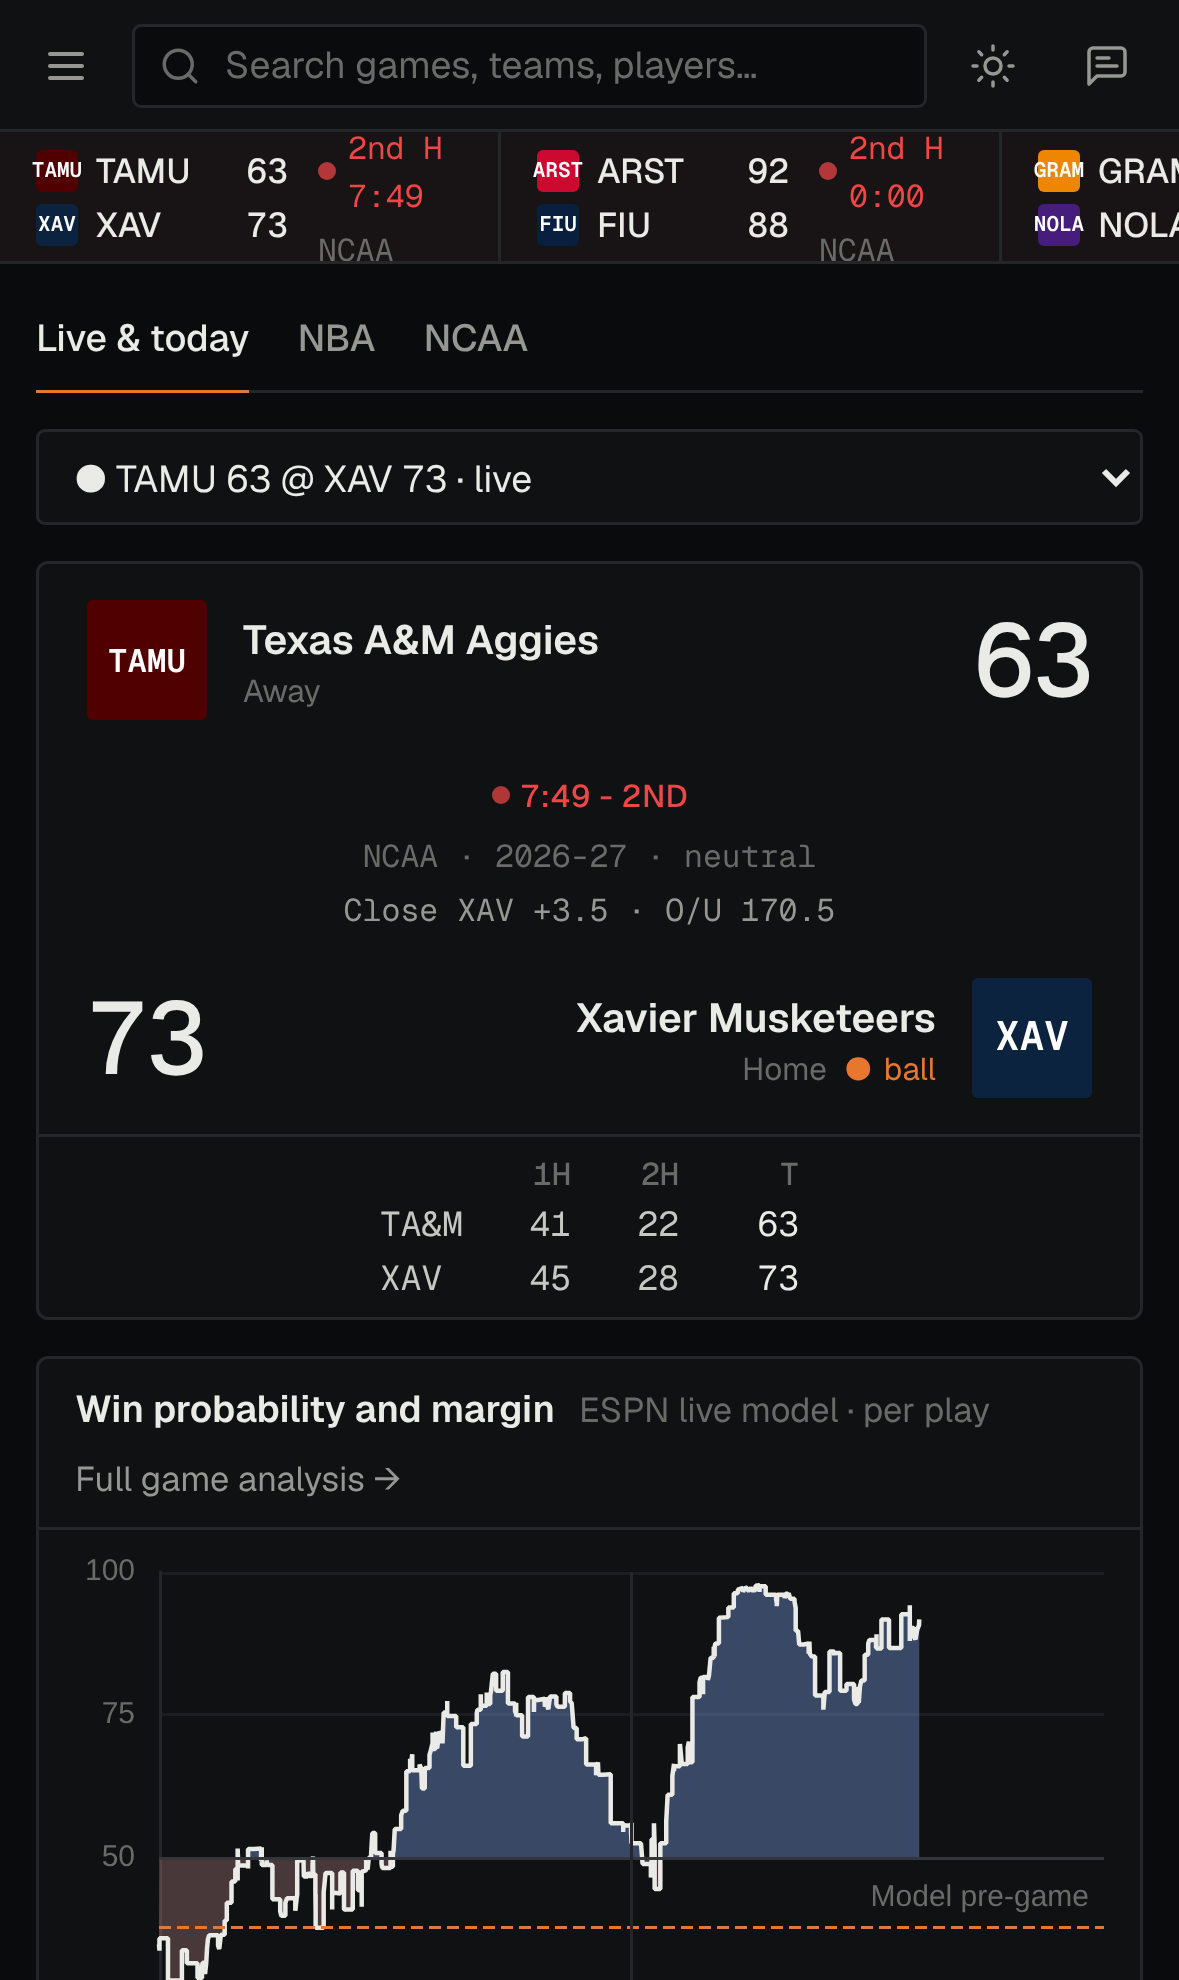 Search games, teams, players...
TAMU TAMU 63 2nd H 7:49
XAV XAV 73 NCAA
ARST ARST 92 2nd H 0:00
FIU FIU 88 NCAA
GRAM GRAM
NOLA NOLA
Live & today NBA NCAA
TAMU 63 @ XAV 73 · live
TAMU Texas A&M Aggies 63
Away
7:49 - 2ND
NCAA · 2026-27 · neutral
Close XAV +3.5 · O/U 170.5
73 Xavier Musketeers XAV
Home ball
1H 2H T
TA&M 41 22 63
XAV 45 28 73
Win probability and margin ESPN live model · per play
Full game analysis →
100
75
50
Model pre-game